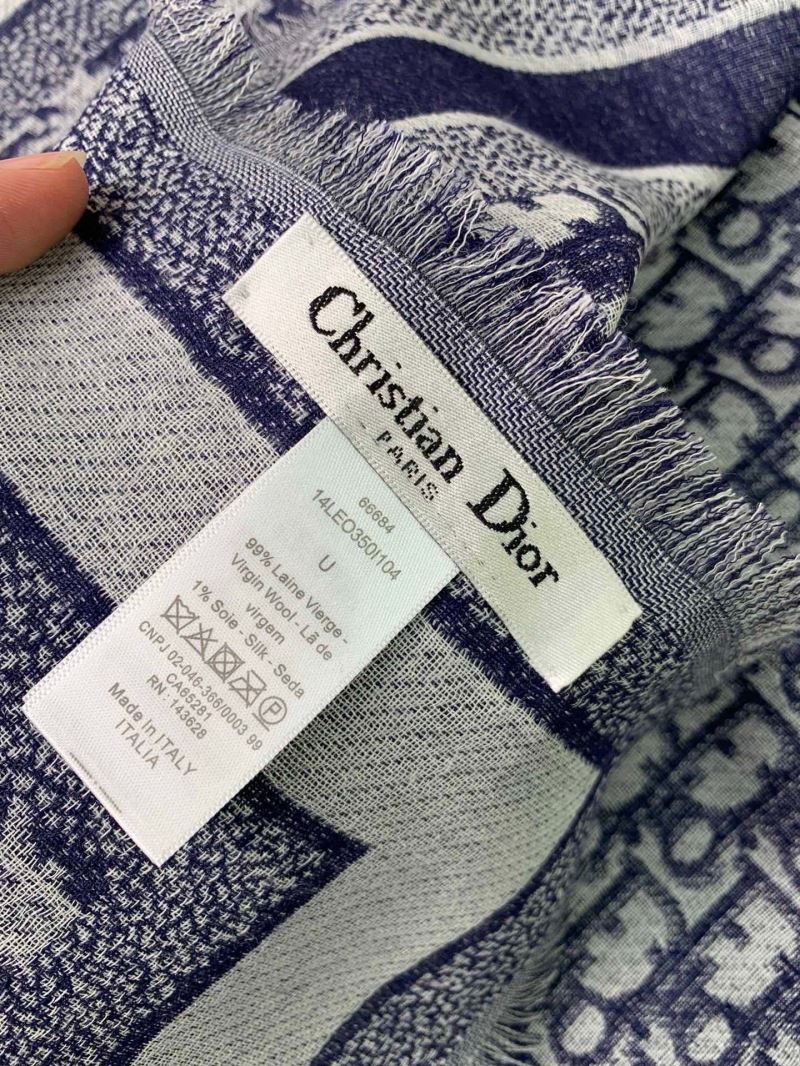 Christian Dior
- PARIS -
66684
14LEO350I104
U
99% Laine Vierge -
Virgin Wool - Lã de
virgem
1% Soie - Silk - Seda
P
CNPJ 02-046-366/0003 99
CA65281
RN : 143628
Made In ITALY
ITALIA